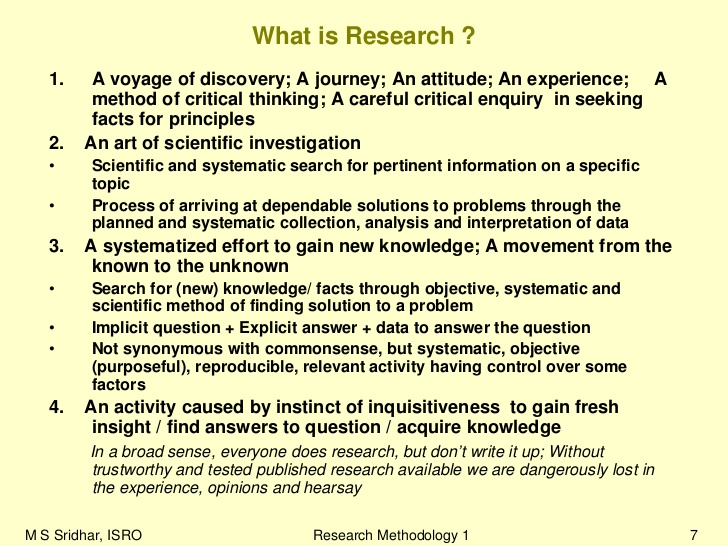 What is Research ?
1. A voyage of discovery; A journey; An attitude; An experience; A
method of critical thinking; A careful critical enquiry in seeking
facts for principles
2. An art of scientific investigation
• Scientific and systematic search for pertinent information on a specific
topic
• Process of arriving at dependable solutions to problems through the
planned and systematic collection, analysis and interpretation of data
3. A systematized effort to gain new knowledge; A movement from the
known to the unknown
• Search for (new) knowledge/ facts through objective, systematic and
scientific method of finding solution to a problem
• Implicit question + Explicit answer + data to answer the question
• Not synonymous with commonsense, but systematic, objective
(purposeful), reproducible, relevant activity having control over some
factors
4. An activity caused by instinct of inquisitiveness to gain fresh
insight / find answers to question / acquire knowledge
In a broad sense, everyone does research, but don't write it up; Without
trustworthy and tested published research available we are dangerously lost in
the experience, opinions and hearsay
M S Sridhar, ISRO Research Methodology 1 7